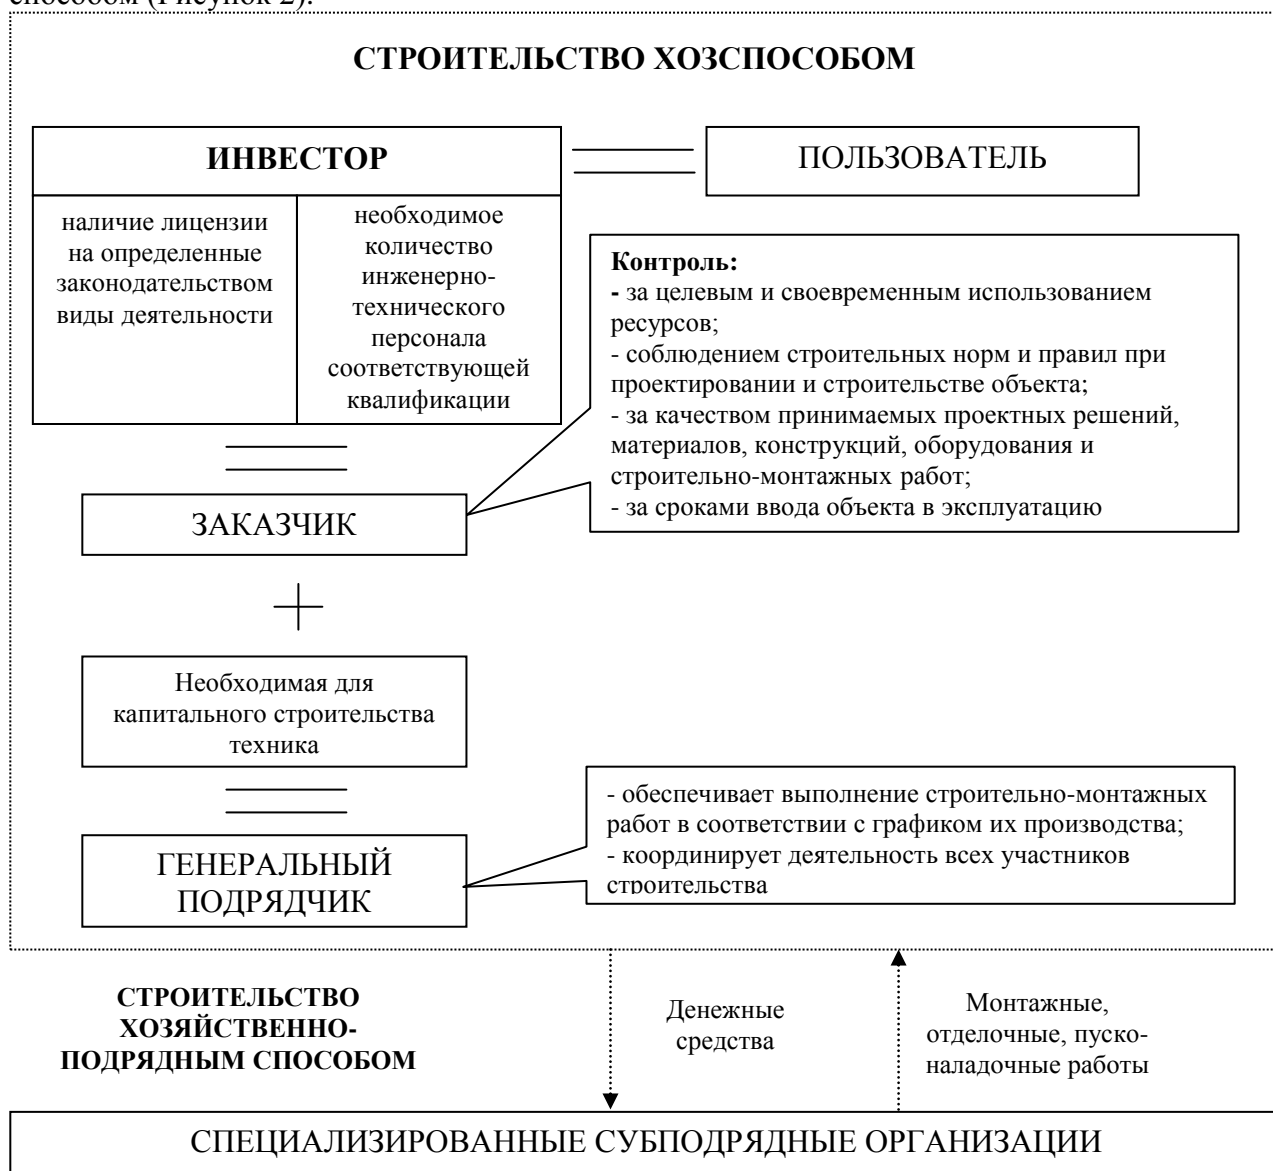 способом (Рисунок 2).
СТРОИТЕЛЬСТВО ХОЗСПОСОБОМ
ИНВЕСТОР
ПОЛЬЗОВАТЕЛЬ
наличие лицензии
на определенные
законодательством
виды деятельности
необходимое
количество
инженерно-
технического
персонала
соответствующей
квалификации
Контроль:
- за целевым и своевременным использованием
ресурсов;
- соблюдением строительных норм и правил при
проектировании и строительстве объекта;
- за качеством принимаемых проектных решений,
материалов, конструкций, оборудования и
строительно-монтажных работ;
- за сроками ввода объекта в эксплуатацию
ЗАКАЗЧИК
Необходимая для
капитального строительства
техника
- обеспечивает выполнение строительно-монтажных
работ в соответствии с графиком их производства;
- координирует деятельность всех участников
строительства
ГЕНЕРАЛЬНЫЙ
ПОДРЯДЧИК
СТРОИТЕЛЬСТВО
ХОЗЯЙСТВЕННО-
ПОДРЯДНЫМ СПОСОБОМ
Денежные
средства
Монтажные,
отделочные, пуско-
наладочные работы
СПЕЦИАЛИЗИРОВАННЫЕ СУБПОДРЯДНЫЕ ОРГАНИЗАЦИИ